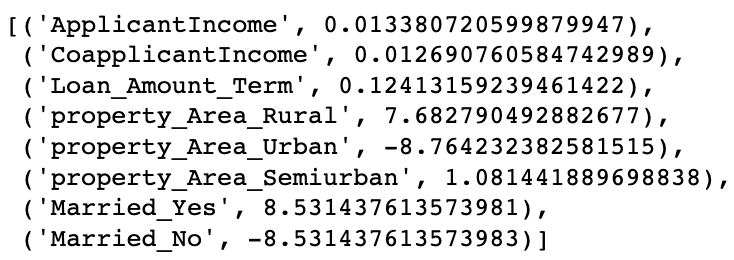 [('ApplicantIncome', 0.013380720599879947),
('CoapplicantIncome', 0.012690760584742989),
('Loan_Amount_Term', 0.12413159239461422),
('property_Area_Rural', 7.682790492882677),
('property_Area_Urban', -8.764232382581515),
('property_Area_Semiurban', 1.081441889698838),
('Married_Yes', 8.531437613573981),
('Married_No', -8.531437613573983)]